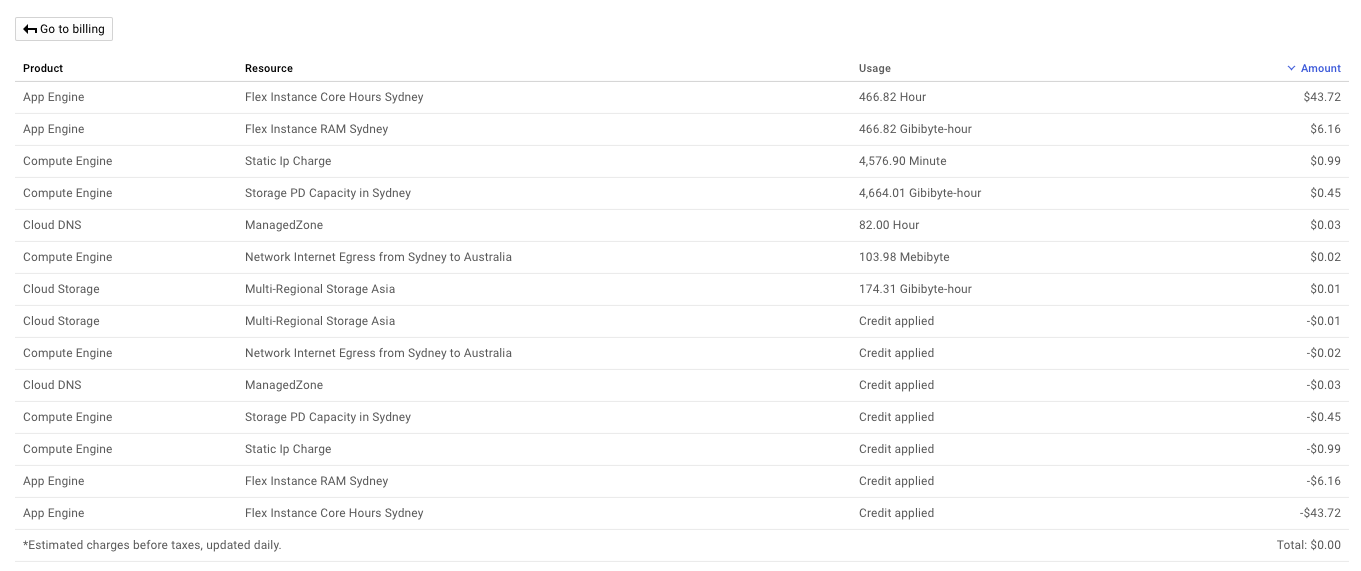 Go to billing
Product Resource Usage Amount
App Engine Flex Instance Core Hours Sydney 466.82 Hour $43.72
App Engine Flex Instance RAM Sydney 466.82 Gibibyte-hour $6.16
Compute Engine Static Ip Charge 4,576.90 Minute $0.99
Compute Engine Storage PD Capacity in Sydney 4,664.01 Gibibyte-hour $0.45
Cloud DNS ManagedZone 82.00 Hour $0.03
Compute Engine Network Internet Egress from Sydney to Australia 103.98 Mebibyte $0.02
Cloud Storage Multi-Regional Storage Asia 174.31 Gibibyte-hour $0.01
Cloud Storage Multi-Regional Storage Asia Credit applied -$0.01
Compute Engine Network Internet Egress from Sydney to Australia Credit applied -$0.02
Cloud DNS ManagedZone Credit applied -$0.03
Compute Engine Storage PD Capacity in Sydney Credit applied -$0.45
Compute Engine Static Ip Charge Credit applied -$0.99
App Engine Flex Instance RAM Sydney Credit applied -$6.16
App Engine Flex Instance Core Hours Sydney Credit applied -$43.72
*Estimated charges before taxes, updated daily. Total: $0.00